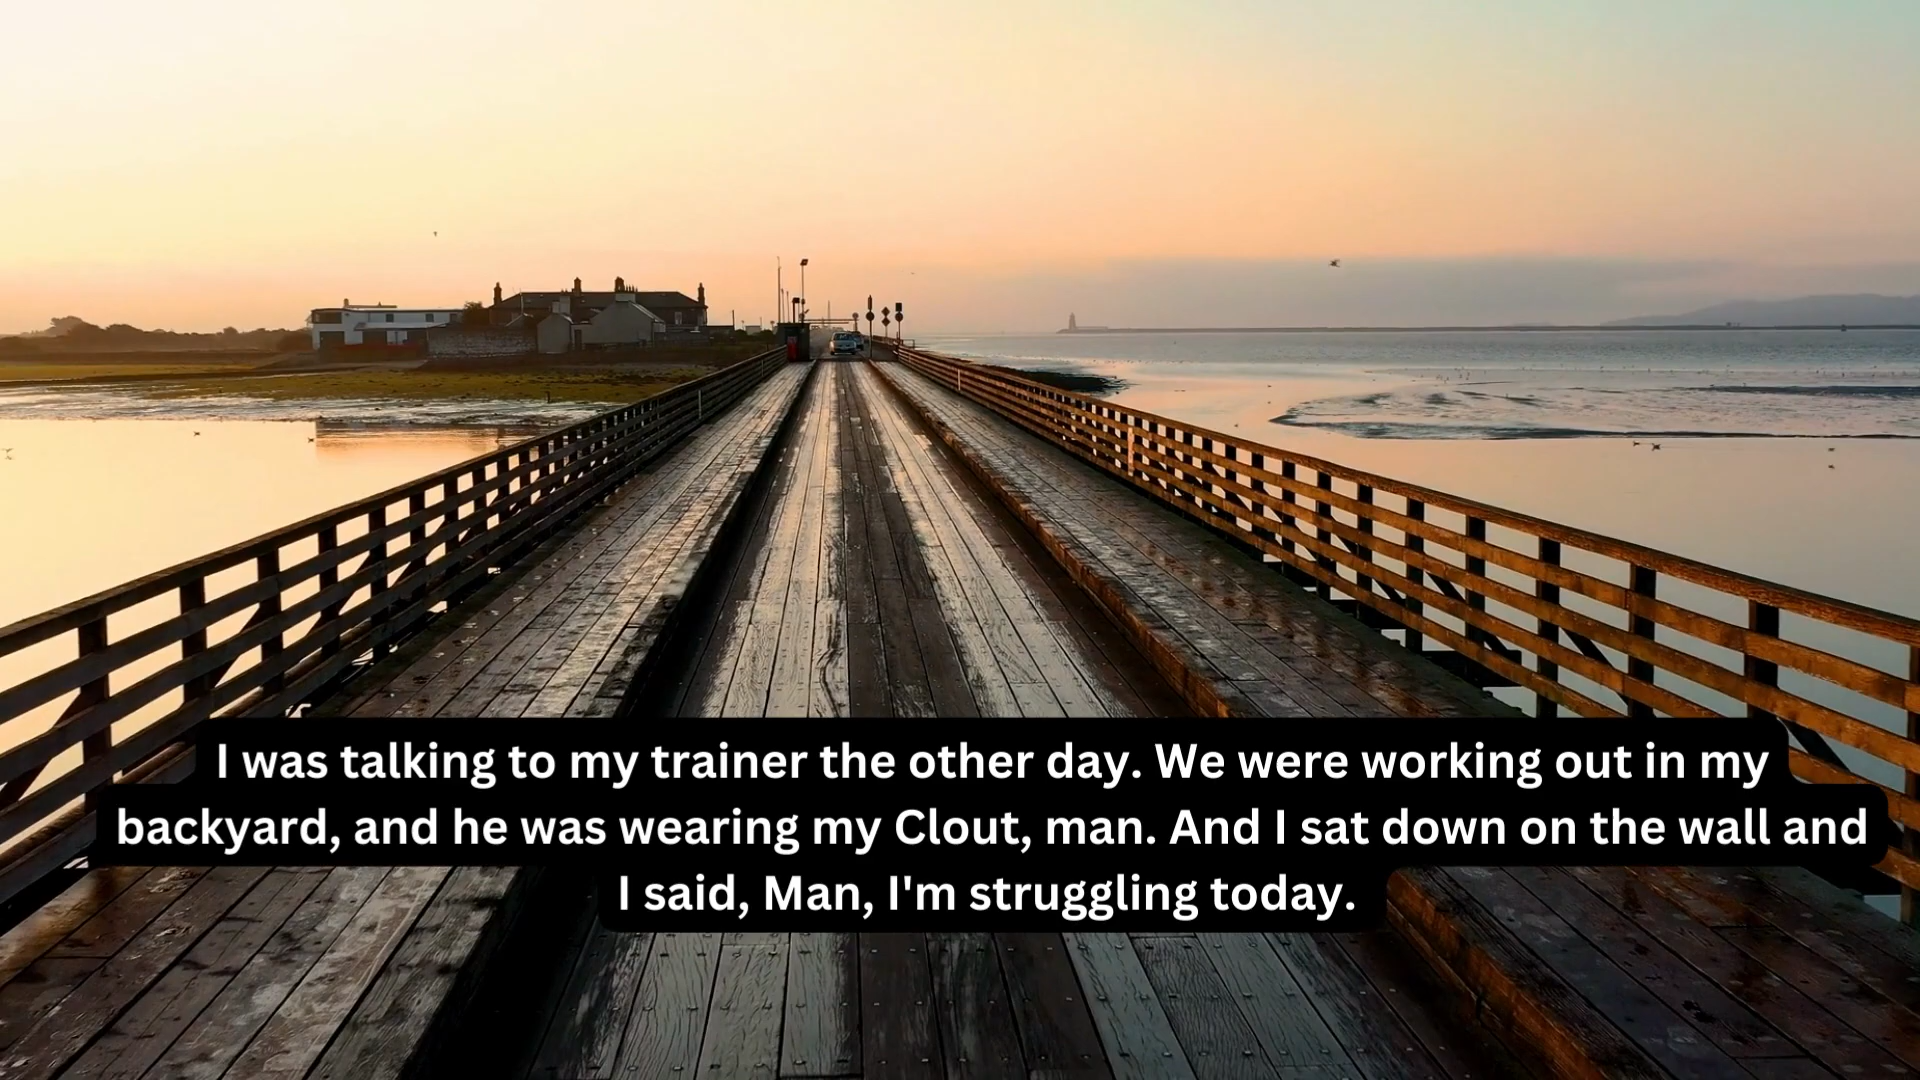 I was talking to my trainer the other day. We were working out in my
backyard, and he was wearing my Clout, man. And I sat down on the wall and
I said, Man, I'm struggling today.